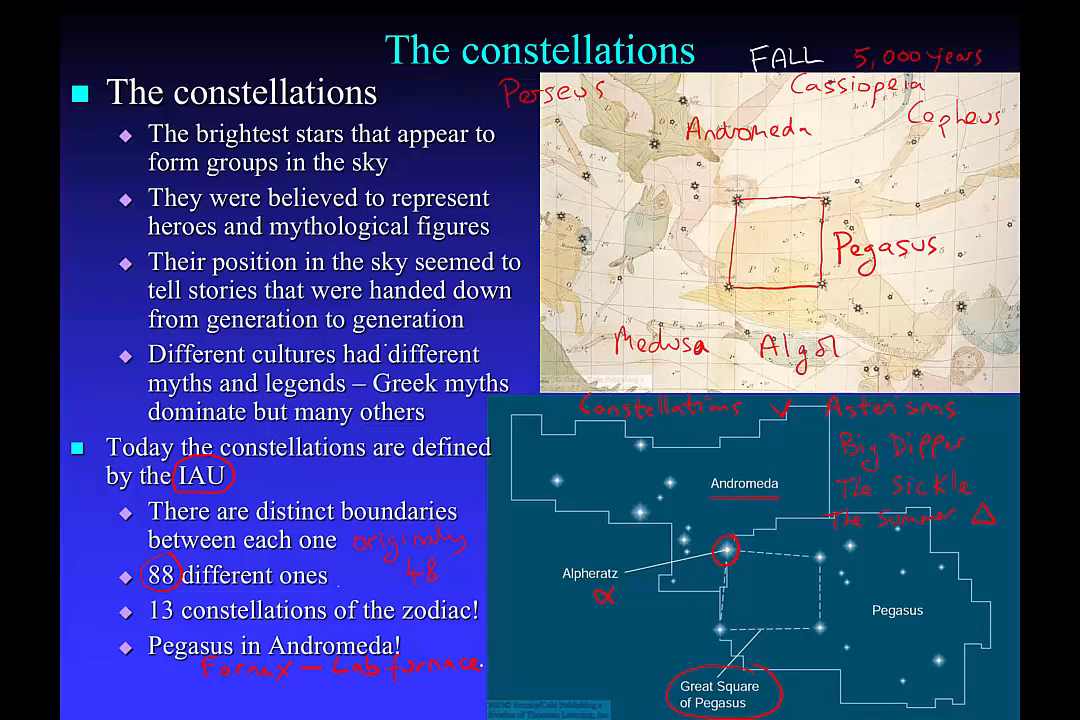 The constellations
FALL 5,000 years
The constellations
The brightest stars that appear to
form groups in the sky
They were believed to represent
heroes and mythological figures
Their position in the sky seemed to
tell stories that were handed down
from generation to generation
Different cultures had different
myths and legends – Greek myths
dominate but many others
Today the constellations are defined
by the IAU
There are distinct boundaries
between each one
originally
48
88 different ones
13 constellations of the zodiac!
Pegasus in Andromeda!
Fornax – Lab furnace.
Perseus
Cassiopeia
Cepheus
Andromeda
Pegasus
P E G
Medusa Algol
Constellations v Asterisms
Big Dipper
The Sickle
The Summer Δ
Andromeda
Alpheratz
α
Pegasus
Great Square
of Pegasus